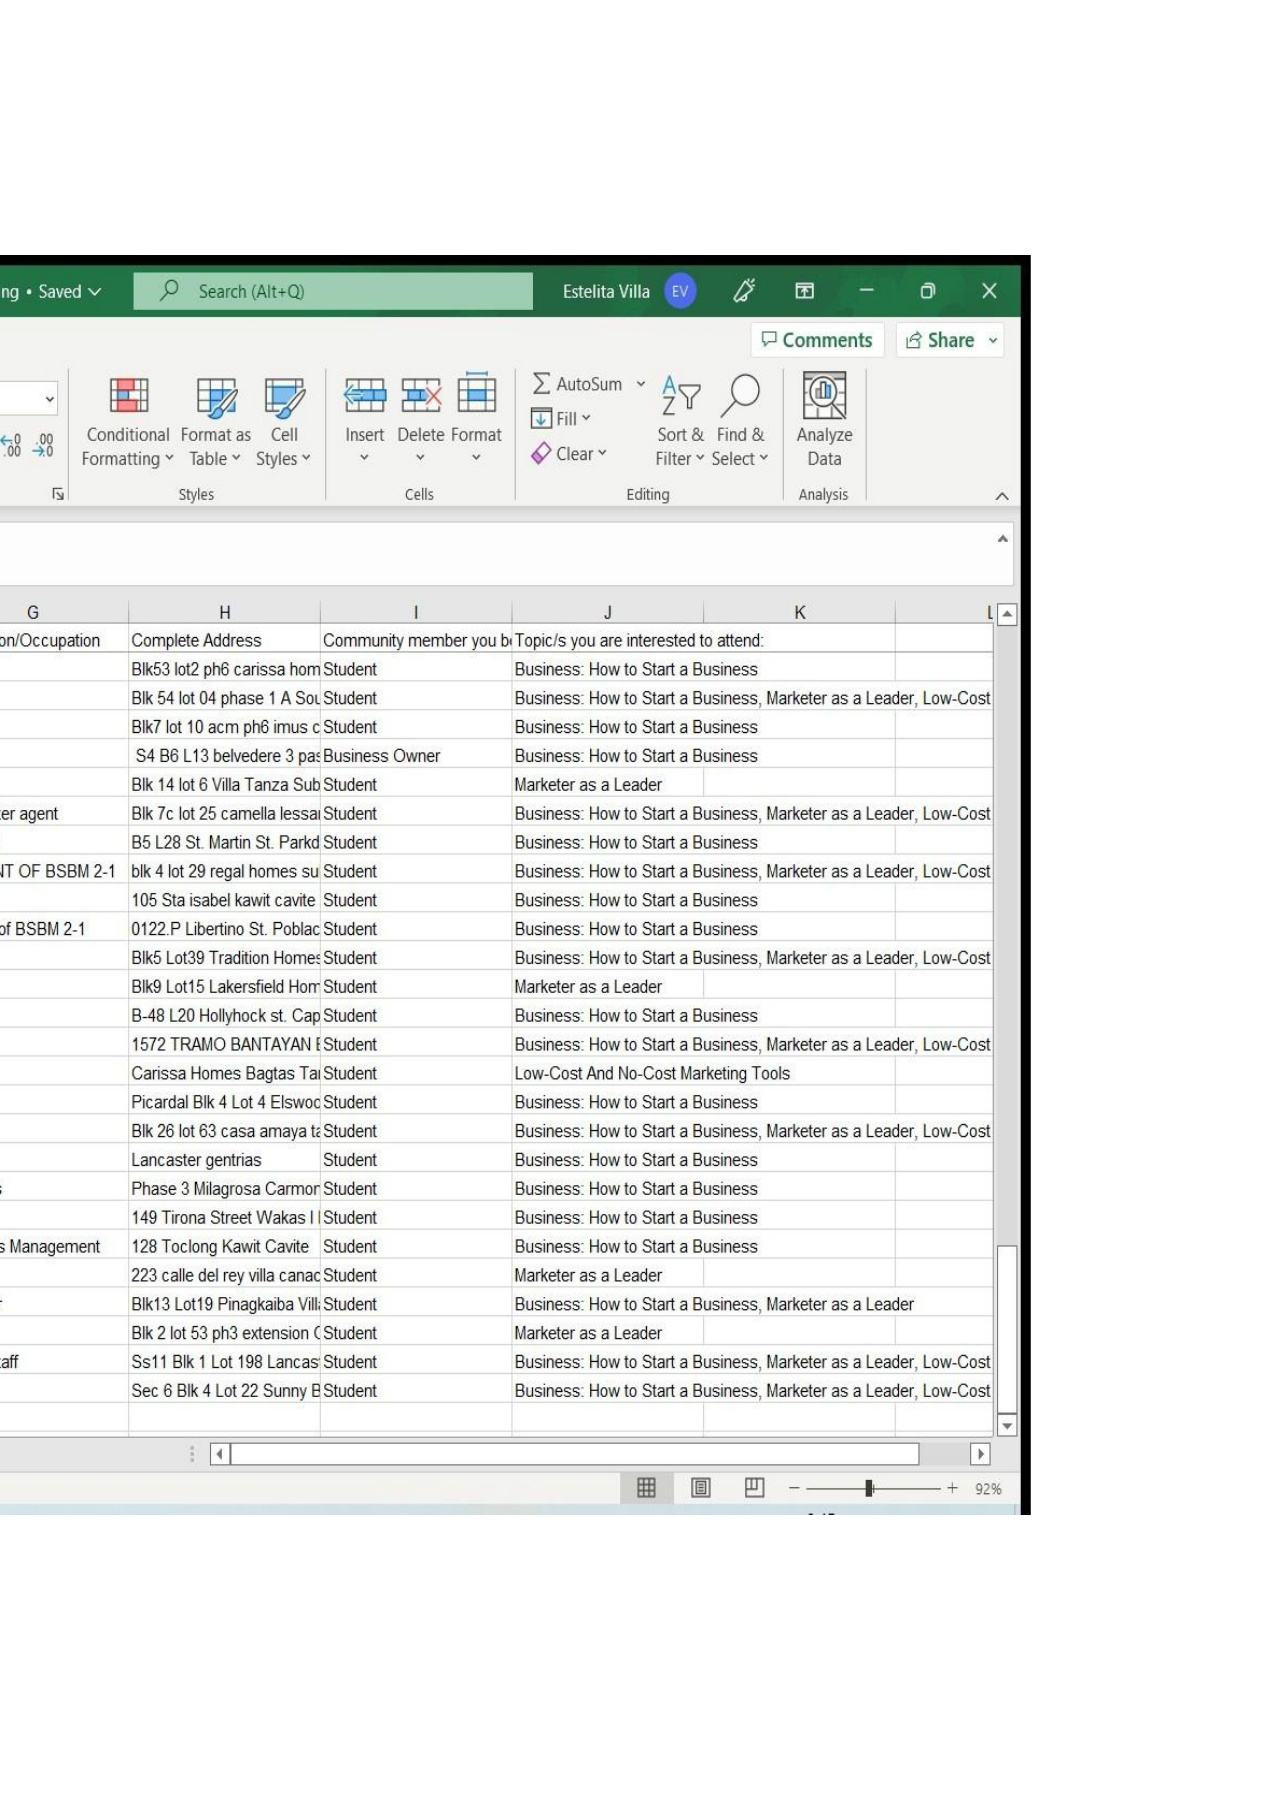 ng • Saved Search (Alt+Q) Estelita Villa EV
Comments Share
AutoSum
Fill
Clear
Conditional Formatting Format as Table Cell Styles Insert Delete Format Sort & Filter Find & Select Analyze Data
Styles Cells Editing Analysis
G H I J K L
on/Occupation Complete Address Community member you be Topic/s you are interested to attend:
Blk53 lot2 ph6 carissa hom Student Business: How to Start a Business
Blk 54 lot 04 phase 1 A Sou Student Business: How to Start a Business, Marketer as a Leader, Low-Cost
Blk7 lot 10 acm ph6 imus c Student Business: How to Start a Business
S4 B6 L13 belvedere 3 pas Business Owner Business: How to Start a Business
Blk 14 lot 6 Villa Tanza Sub Student Marketer as a Leader
er agent Blk 7c lot 25 camella lessa Student Business: How to Start a Business, Marketer as a Leader, Low-Cost
B5 L28 St. Martin St. Parkd Student Business: How to Start a Business
NT OF BSBM 2-1 blk 4 lot 29 regal homes su Student Business: How to Start a Business, Marketer as a Leader, Low-Cost
105 Sta isabel kawit cavite Student Business: How to Start a Business
of BSBM 2-1 0122.P Libertino St. Poblac Student Business: How to Start a Business
Blk5 Lot39 Tradition Homes Student Business: How to Start a Business, Marketer as a Leader, Low-Cost
Blk9 Lot15 Lakersfield Hom Student Marketer as a Leader
B-48 L20 Hollyhock st. Cap Student Business: How to Start a Business
1572 TRAMO BANTAYAN Student Business: How to Start a Business, Marketer as a Leader, Low-Cost
Carissa Homes Bagtas Ta Student Low-Cost And No-Cost Marketing Tools
Picardal Blk 4 Lot 4 Elswoo Student Business: How to Start a Business
Blk 26 lot 63 casa amaya ta Student Business: How to Start a Business, Marketer as a Leader, Low-Cost
Lancaster gentrias Student Business: How to Start a Business
s Phase 3 Milagrosa Carmon Student Business: How to Start a Business
149 Tirona Street Wakas I Student Business: How to Start a Business
s Management 128 Toclong Kawit Cavite Student Business: How to Start a Business
223 calle del rey villa canac Student Marketer as a Leader
r Blk13 Lot19 Pinagkaiba Vill Student Business: How to Start a Business, Marketer as a Leader
Blk 2 lot 53 ph3 extension Student Marketer as a Leader
aff Ss11 Blk 1 Lot 198 Lancas Student Business: How to Start a Business, Marketer as a Leader, Low-Cost
Sec 6 Blk 4 Lot 22 Sunny B Student Business: How to Start a Business, Marketer as a Leader, Low-Cost
92%